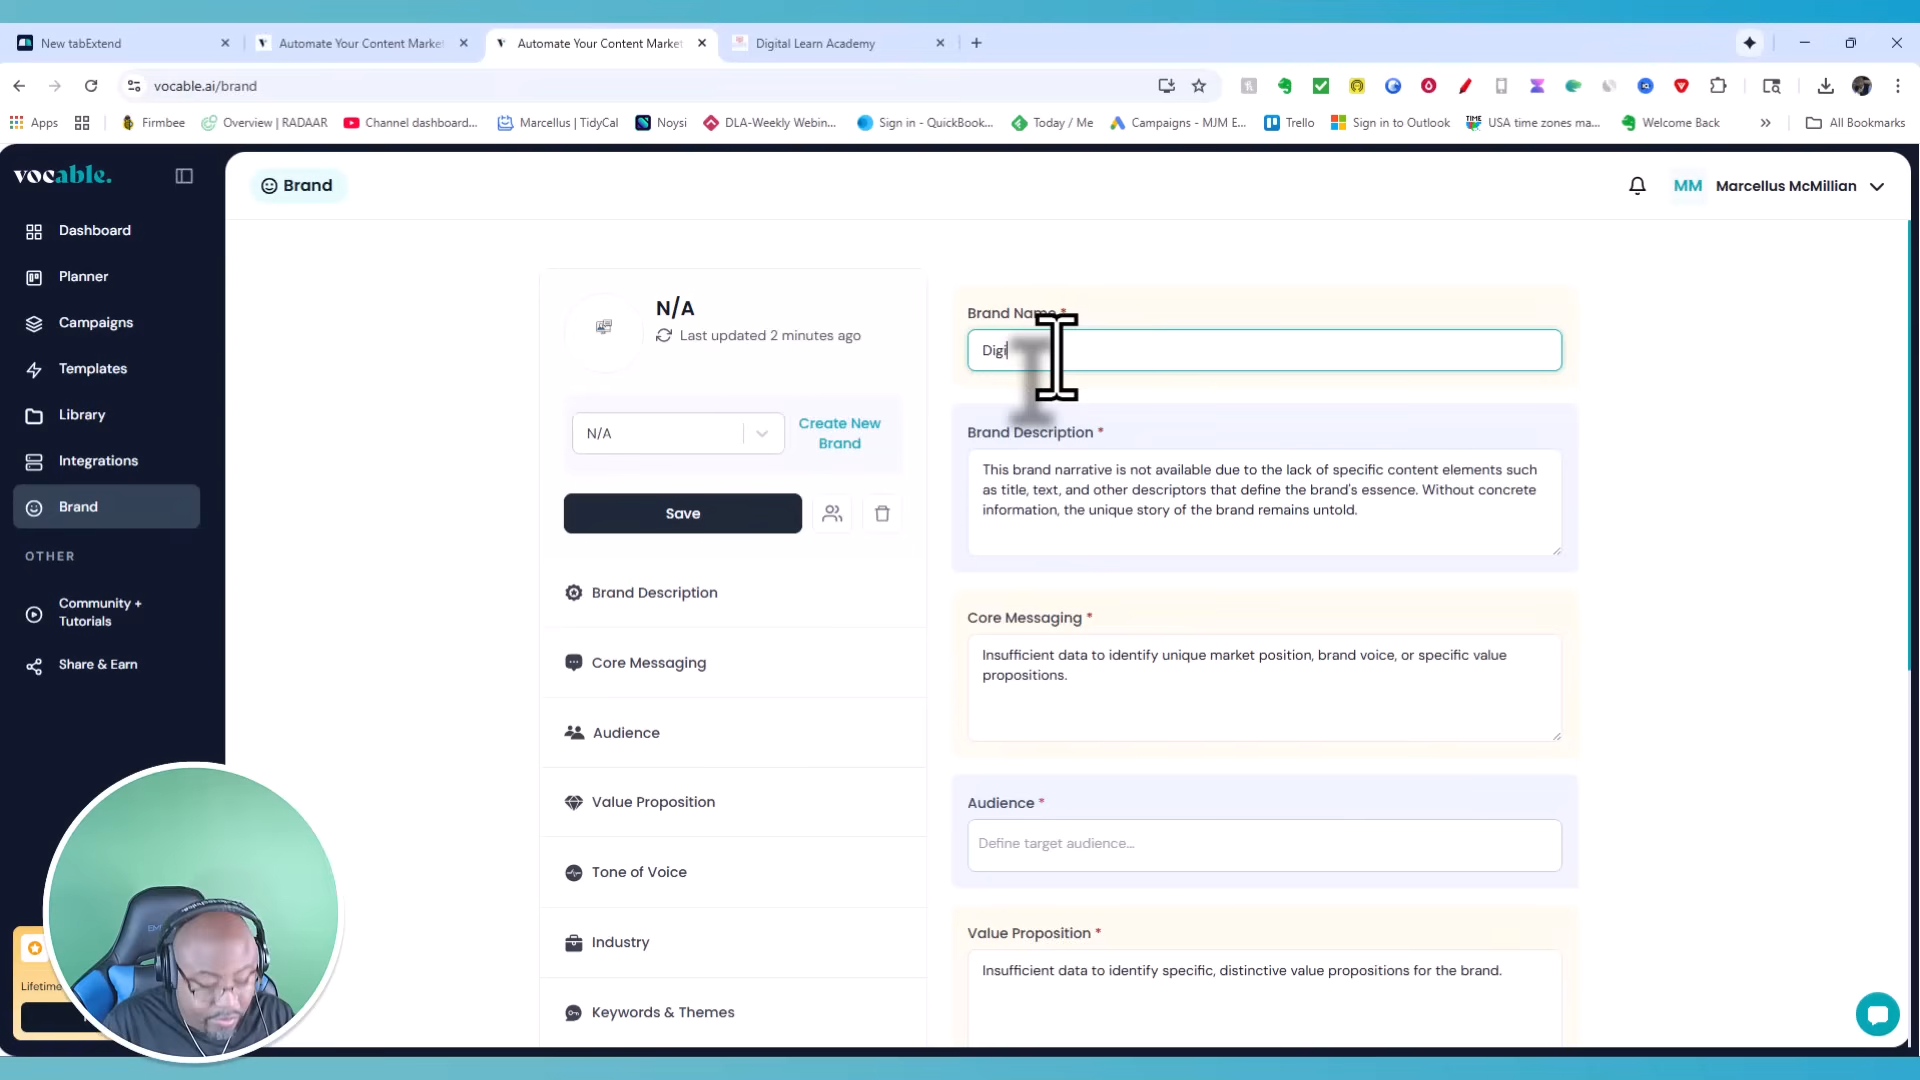 New tabExtend
Automate Your Content Marke
Automate Your Content Market
Digital Learn Academy
vocable.ai/brand
Apps
Firmbee
Overview | RADAAR
Channel dashboard...
Marcellus | TidyCal
Noysi
DLA-Weekly Webin...
Sign in - QuickBook...
Today / Me
Campaigns - MJM E...
Trello
Sign in to Outlook
USA time zones ma...
Welcome Back
All Bookmarks
vocable.
Brand
MM Marcellus McMillian
Dashboard
Planner
Campaigns
Templates
Library
Integrations
Brand
OTHER
Community +
Tutorials
Share & Earn
Lifetime
N/A
Last updated 2 minutes ago
N/A
Create New
Brand
Save
Brand Description
Core Messaging
Audience
Value Proposition
Tone of Voice
Industry
Keywords & Themes
Brand Name *
Digi
Brand Description *
This brand narrative is not available due to the lack of specific content elements such
as title, text, and other descriptors that define the brand's essence. Without concrete
information, the unique story of the brand remains untold.
Core Messaging *
Insufficient data to identify unique market position, brand voice, or specific value
propositions.
Audience *
Define target audience...
Value Proposition *
Insufficient data to identify specific, distinctive value propositions for the brand.